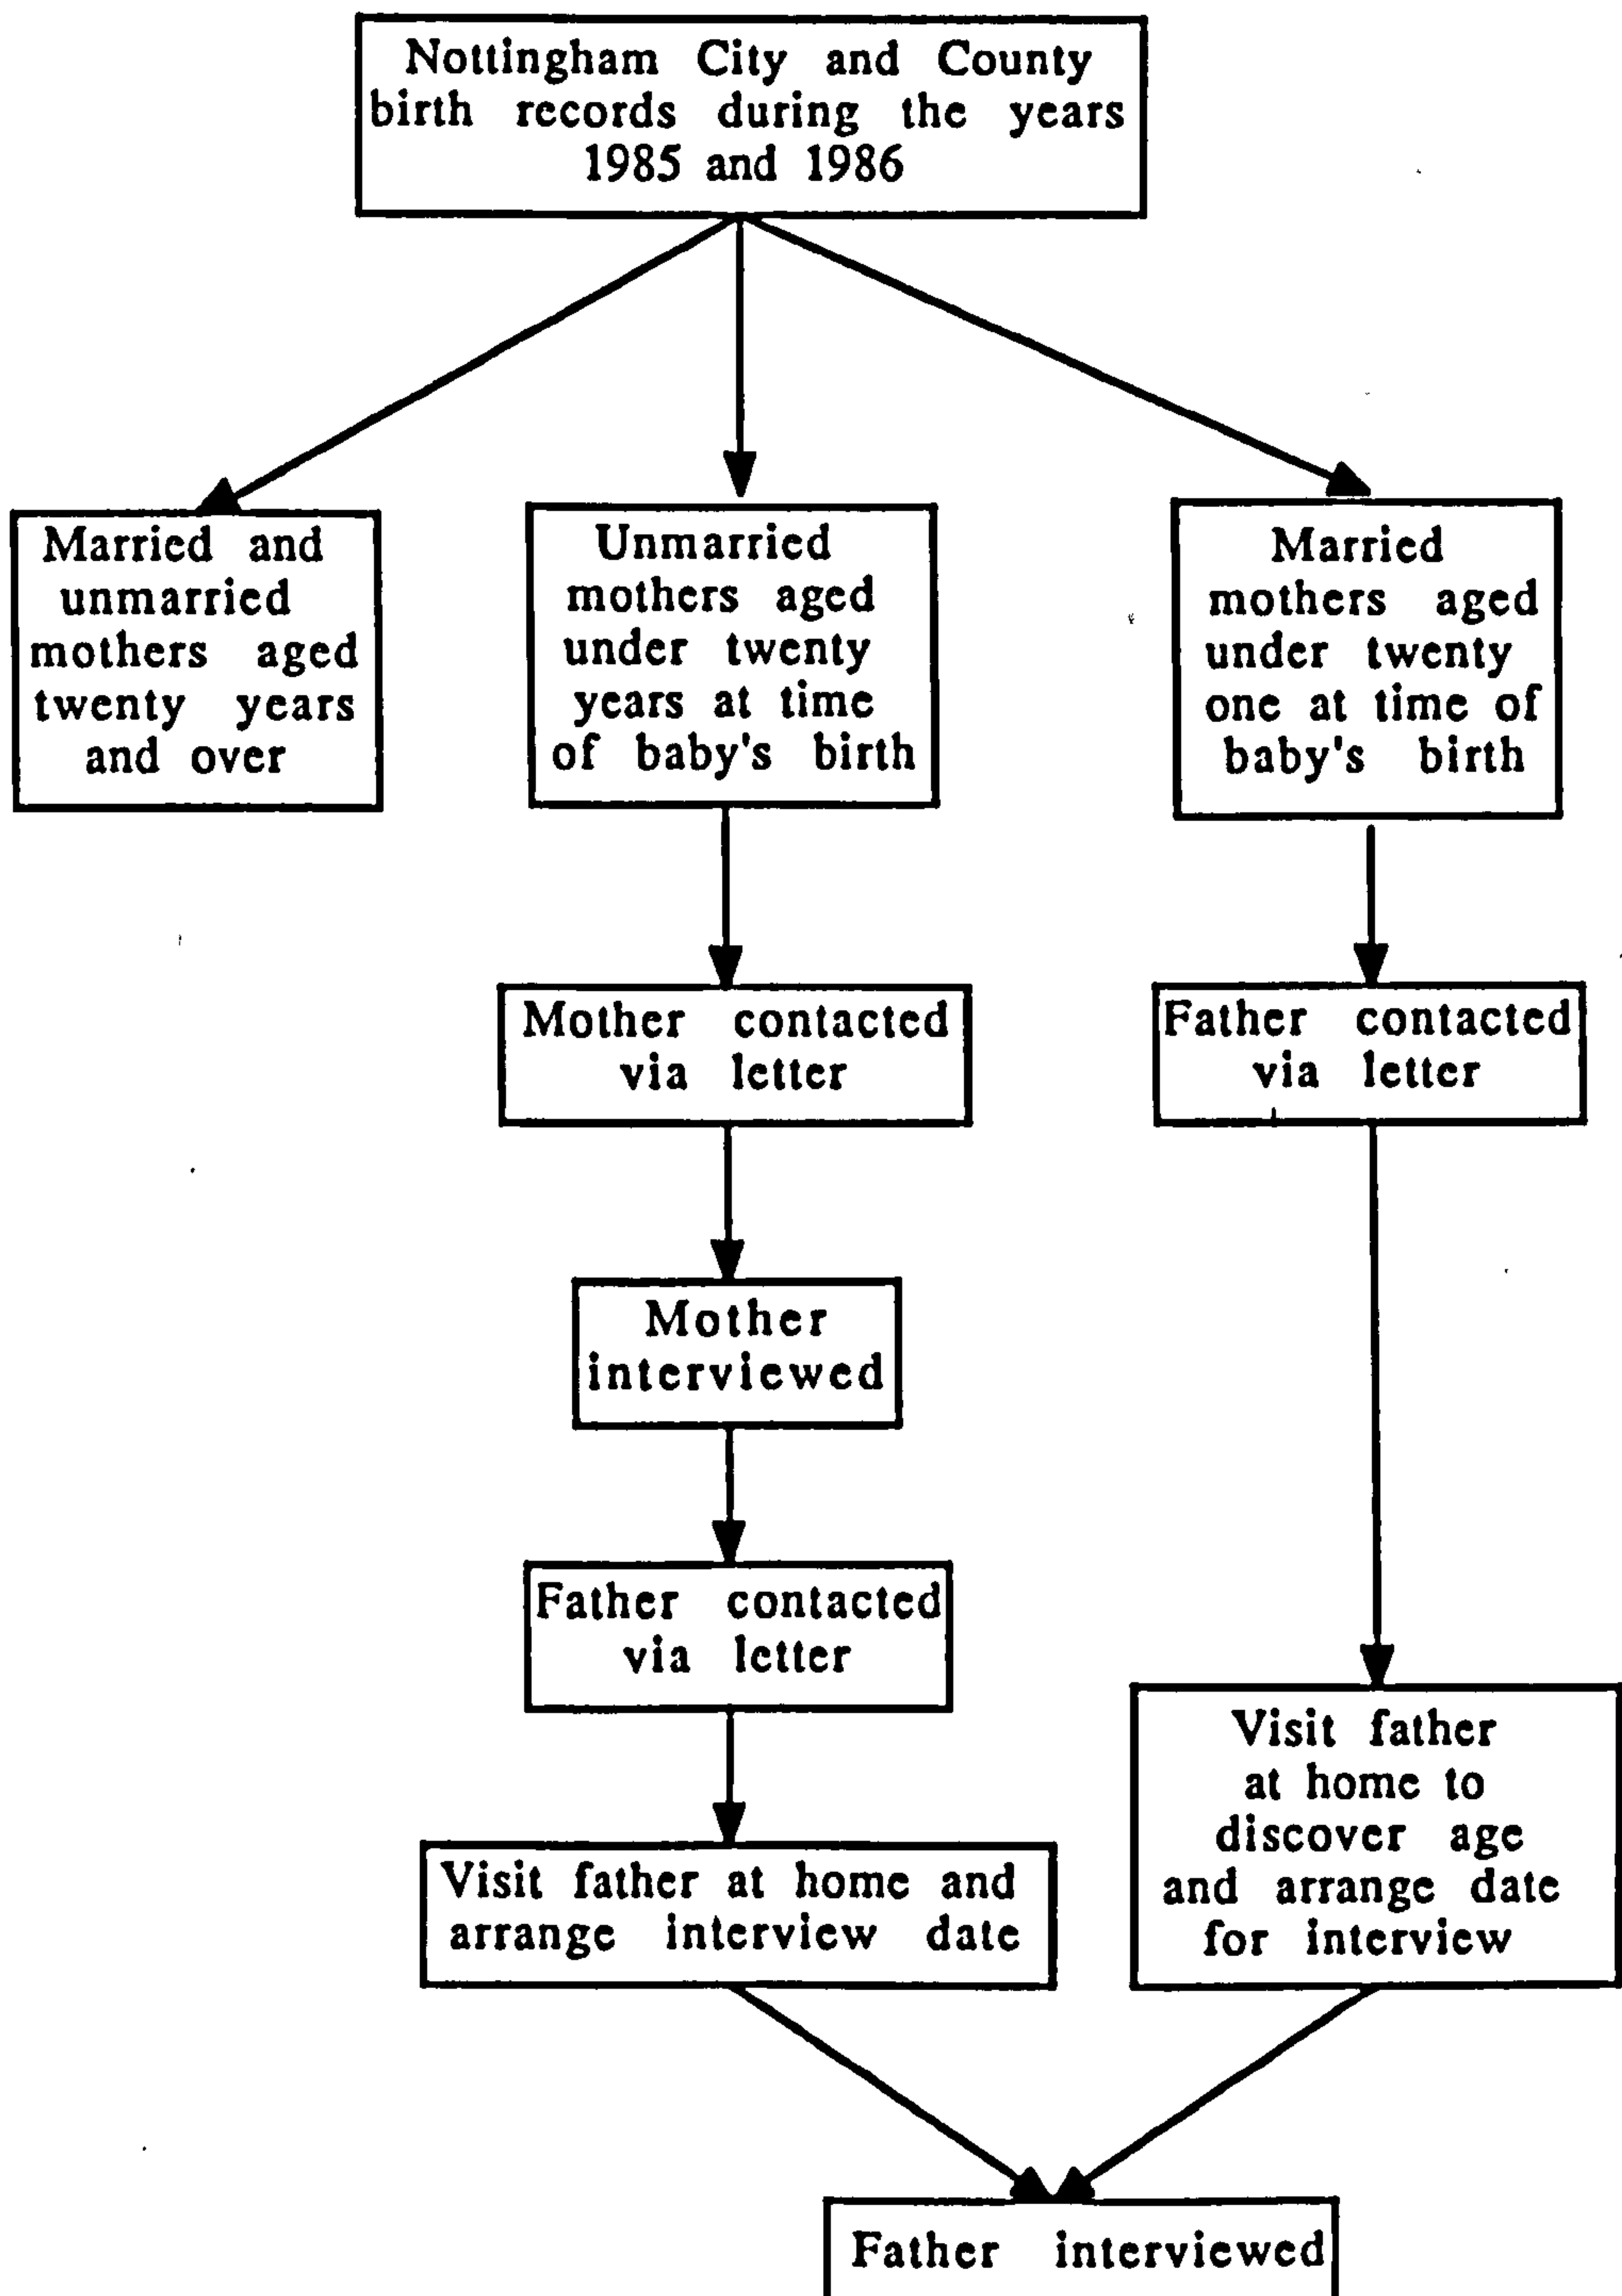 Nottingham City and County
birth records during the years
1985 and 1986
Married and
unmarried
mothers aged
twenty years
and over
Unmarried
mothers aged
under twenty
years at time
of baby's birth
Married
mothers aged
under twenty
one at time of
baby's birth
Mother contacted
via letter
Father contacted
via letter
Mother
interviewed
Father contacted
via letter
Visit father
at home to
discover age
and arrange date
for interview
Visit father at home and
arrange interview date
Father interviewed